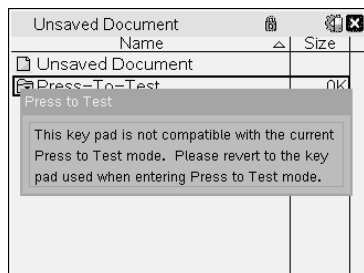 Unsaved Document
Name Size
Unsaved Document
Press-To-Test 0K
Press to Test
This key pad is not compatible with the current
Press to Test mode. Please revert to the key
pad used when entering Press to Test mode.